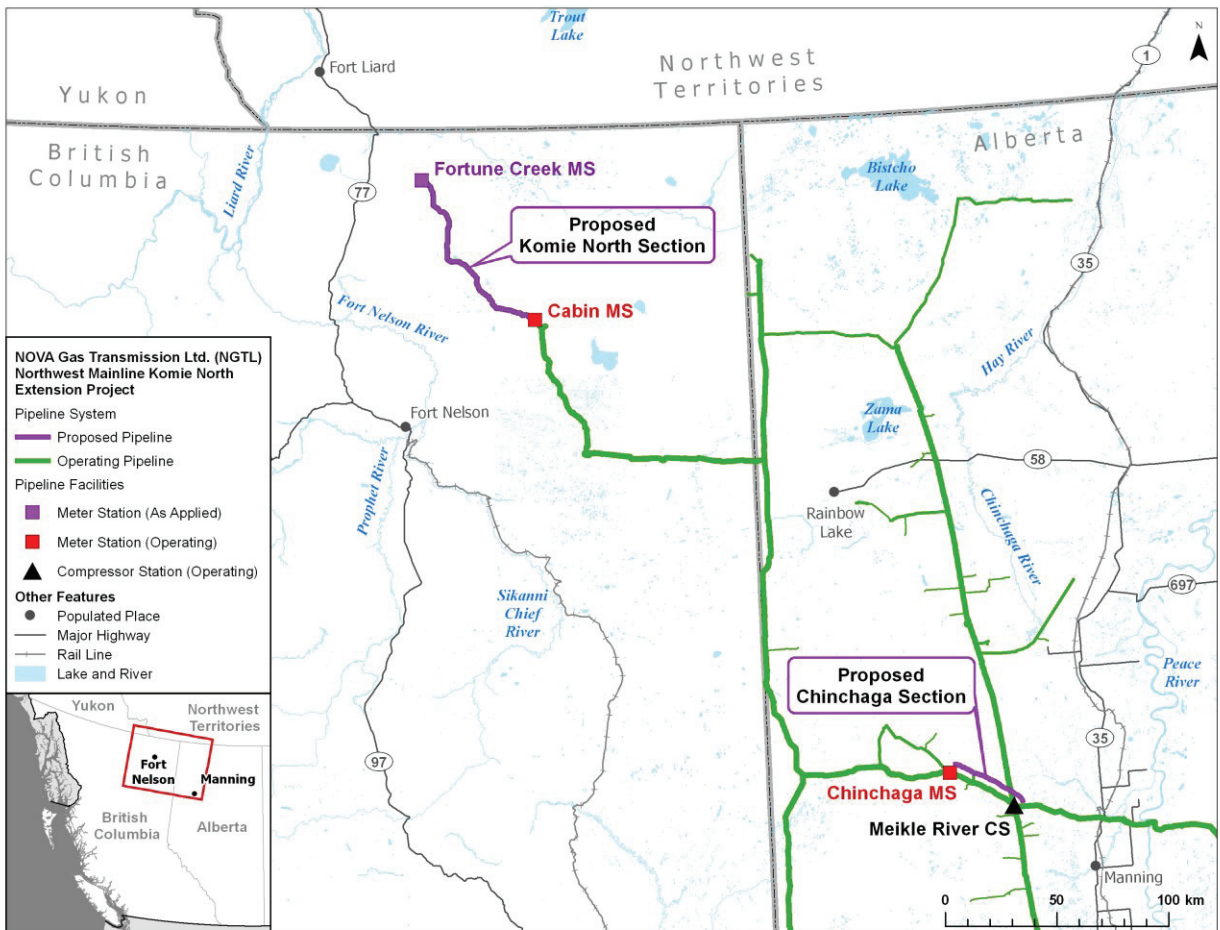 Trout
Lake
N
1
Fort Liard
Northwest
Territories
Yukon
British
Columbia
Alberta
Liard River
77
Fortune Creek MS
Bistcho
Lake
Proposed
Komie North Section
35
Fort Nelson River
Cabin MS
Hay River
NOVA Gas Transmission Ltd. (NGTL)
Northwest Mainline Komie North
Extension Project
Pipeline System
Proposed Pipeline
Operating Pipeline
Pipeline Facilities
Meter Station (As Applied)
Meter Station (Operating)
Compressor Station (Operating)
Other Features
Populated Place
Major Highway
Rail Line
Lake and River
Fort Nelson
Zama
Lake
58
Prophet River
Rainbow
Lake
Chinchaga River
697
Sikanni
Chief
River
Proposed
Chinchaga Section
Peace
River
35
97
Chinchaga MS
Meikle River CS
Manning
0 50 100 km
Yukon
Northwest
Territories
Fort
Nelson
Manning
British
Columbia
Alberta